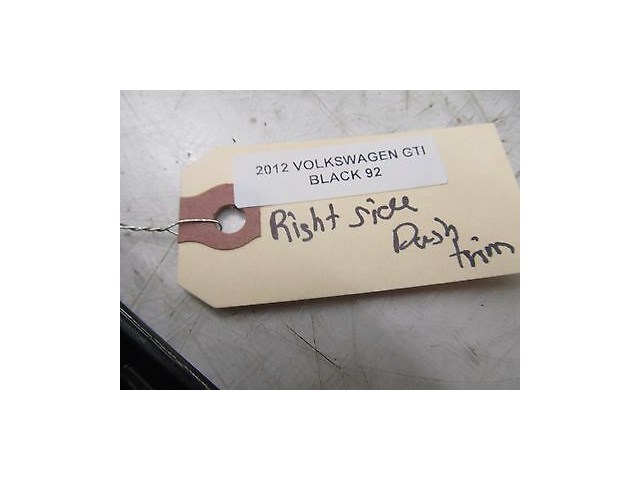 2012 VOLKSWAGEN GTI
BLACK 92
Right side
Dash
trim